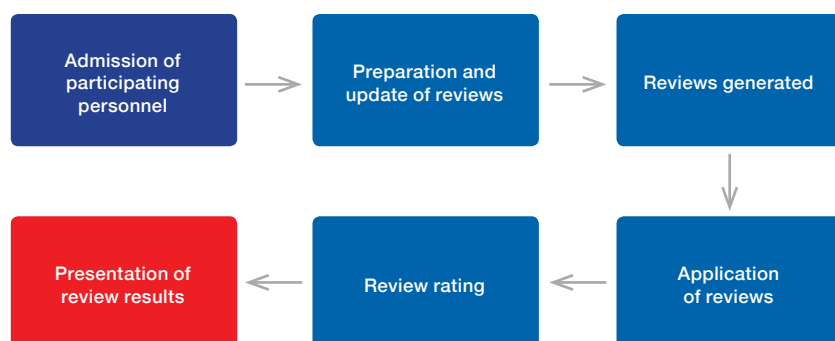 Admission of
participating
personnel
Preparation and
update of reviews
Reviews generated
Application
of reviews
Review rating
Presentation of
review results